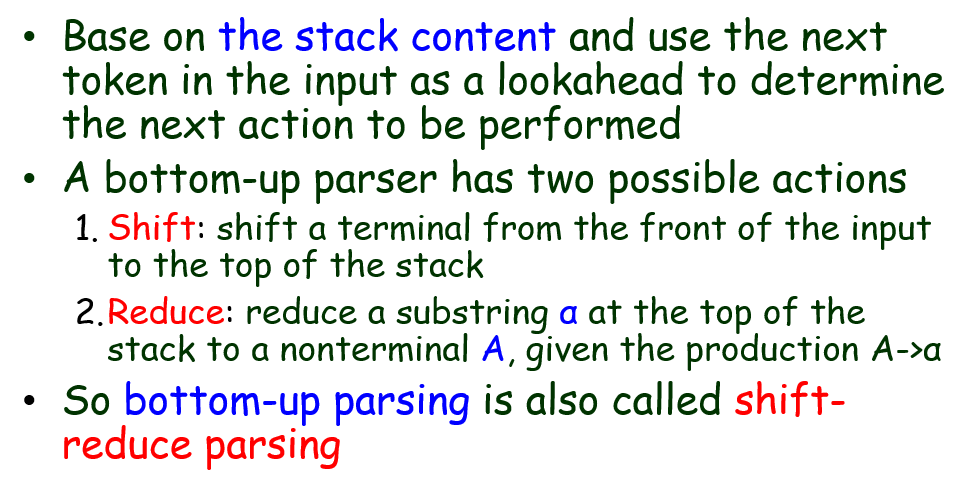 • Base on the stack content and use the next
token in the input as a lookahead to determine
the next action to be performed
• A bottom-up parser has two possible actions
1. Shift: shift a terminal from the front of the input
to the top of the stack
2. Reduce: reduce a substring α at the top of the
stack to a nonterminal A, given the production A->α
• So bottom-up parsing is also called shift-
reduce parsing